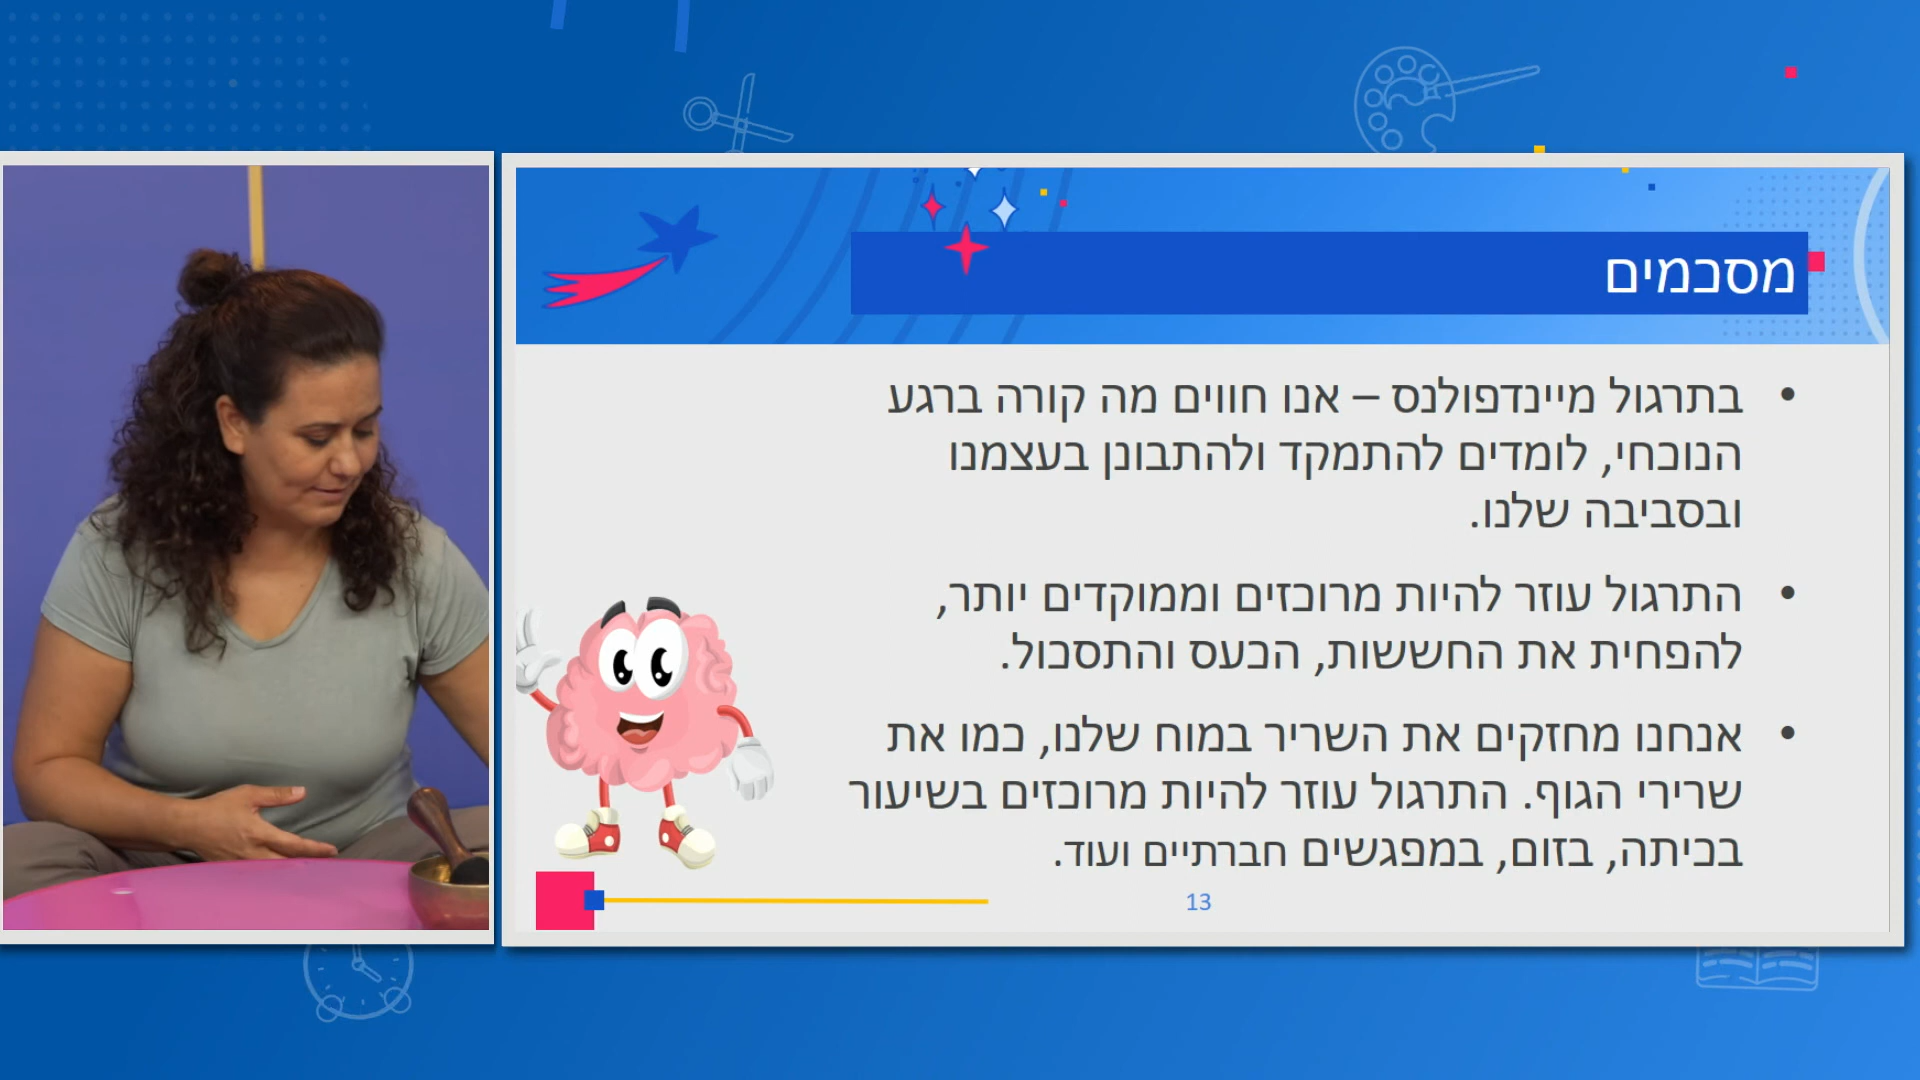 מסכמים
• בתרגול מיינדפולנס – אנו חווים מה קורה ברגע
הנוכחי, לומדים להתמקד ולהתבונן בעצמנו
ובסביבה שלנו.
• התרגול עוזר להיות מרוכזים וממוקדים יותר,
להפחית את החששות, הכעס והתסכול.
• אנחנו מחזקים את השריר במוח שלנו, כמו את
שרירי הגוף. התרגול עוזר להיות מרוכזים בשיעור
בכיתה, בזום, במפגשים חברתיים ועוד.
13